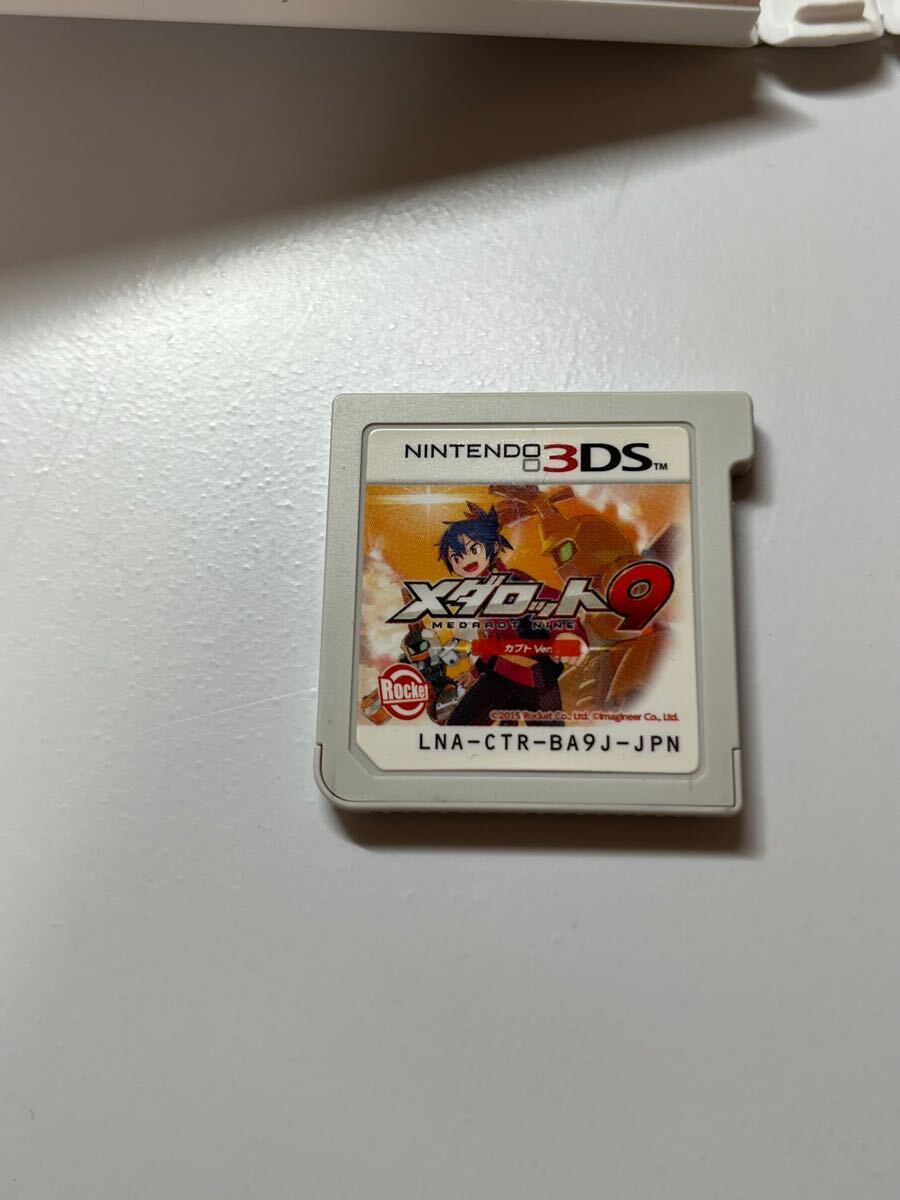 NINTENDO 3DS™
メダロット9
MEDAROT NINE
カブト Ver.
Rocket
©2015 Rocket Co., Ltd. ©Imagineer Co., Ltd.
LNA-CTR-BA9J-JPN